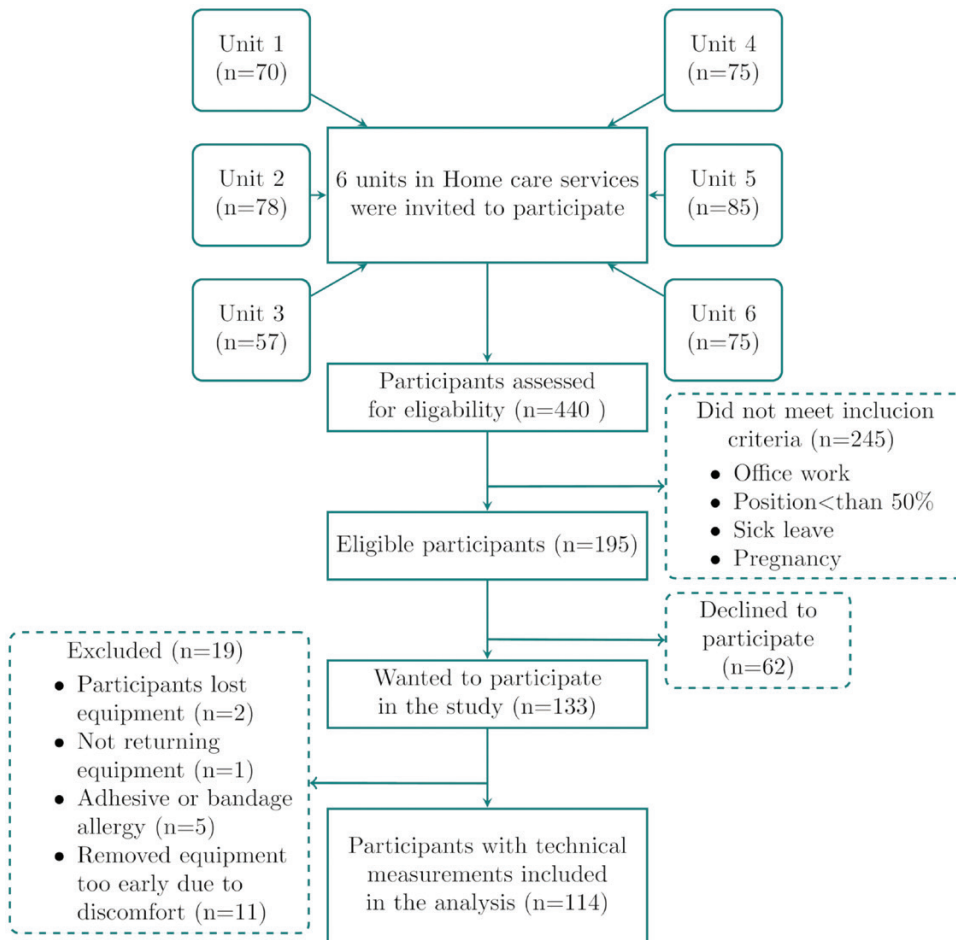 Unit 1
(n=70)
Unit 4
(n=75)
Unit 2
(n=78)
6 units in Home care services
were invited to participate
Unit 5
(n=85)
Unit 3
(n=57)
Unit 6
(n=75)
Participants assessed
for eligability (n=440 )
Did not meet inclucion
criteria (n=245)
• Office work
• Position<than 50%
• Sick leave
• Pregnancy
Eligible participants (n=195)
Declined to
participate
(n=62)
Wanted to participate
in the study (n=133)
Excluded (n=19)
• Participants lost
equipment (n=2)
• Not returning
equipment (n=1)
• Adhesive or bandage
allergy (n=5)
• Removed equipment
too early due to
discomfort (n=11)
Participants with technical
measurements included
in the analysis (n=114)